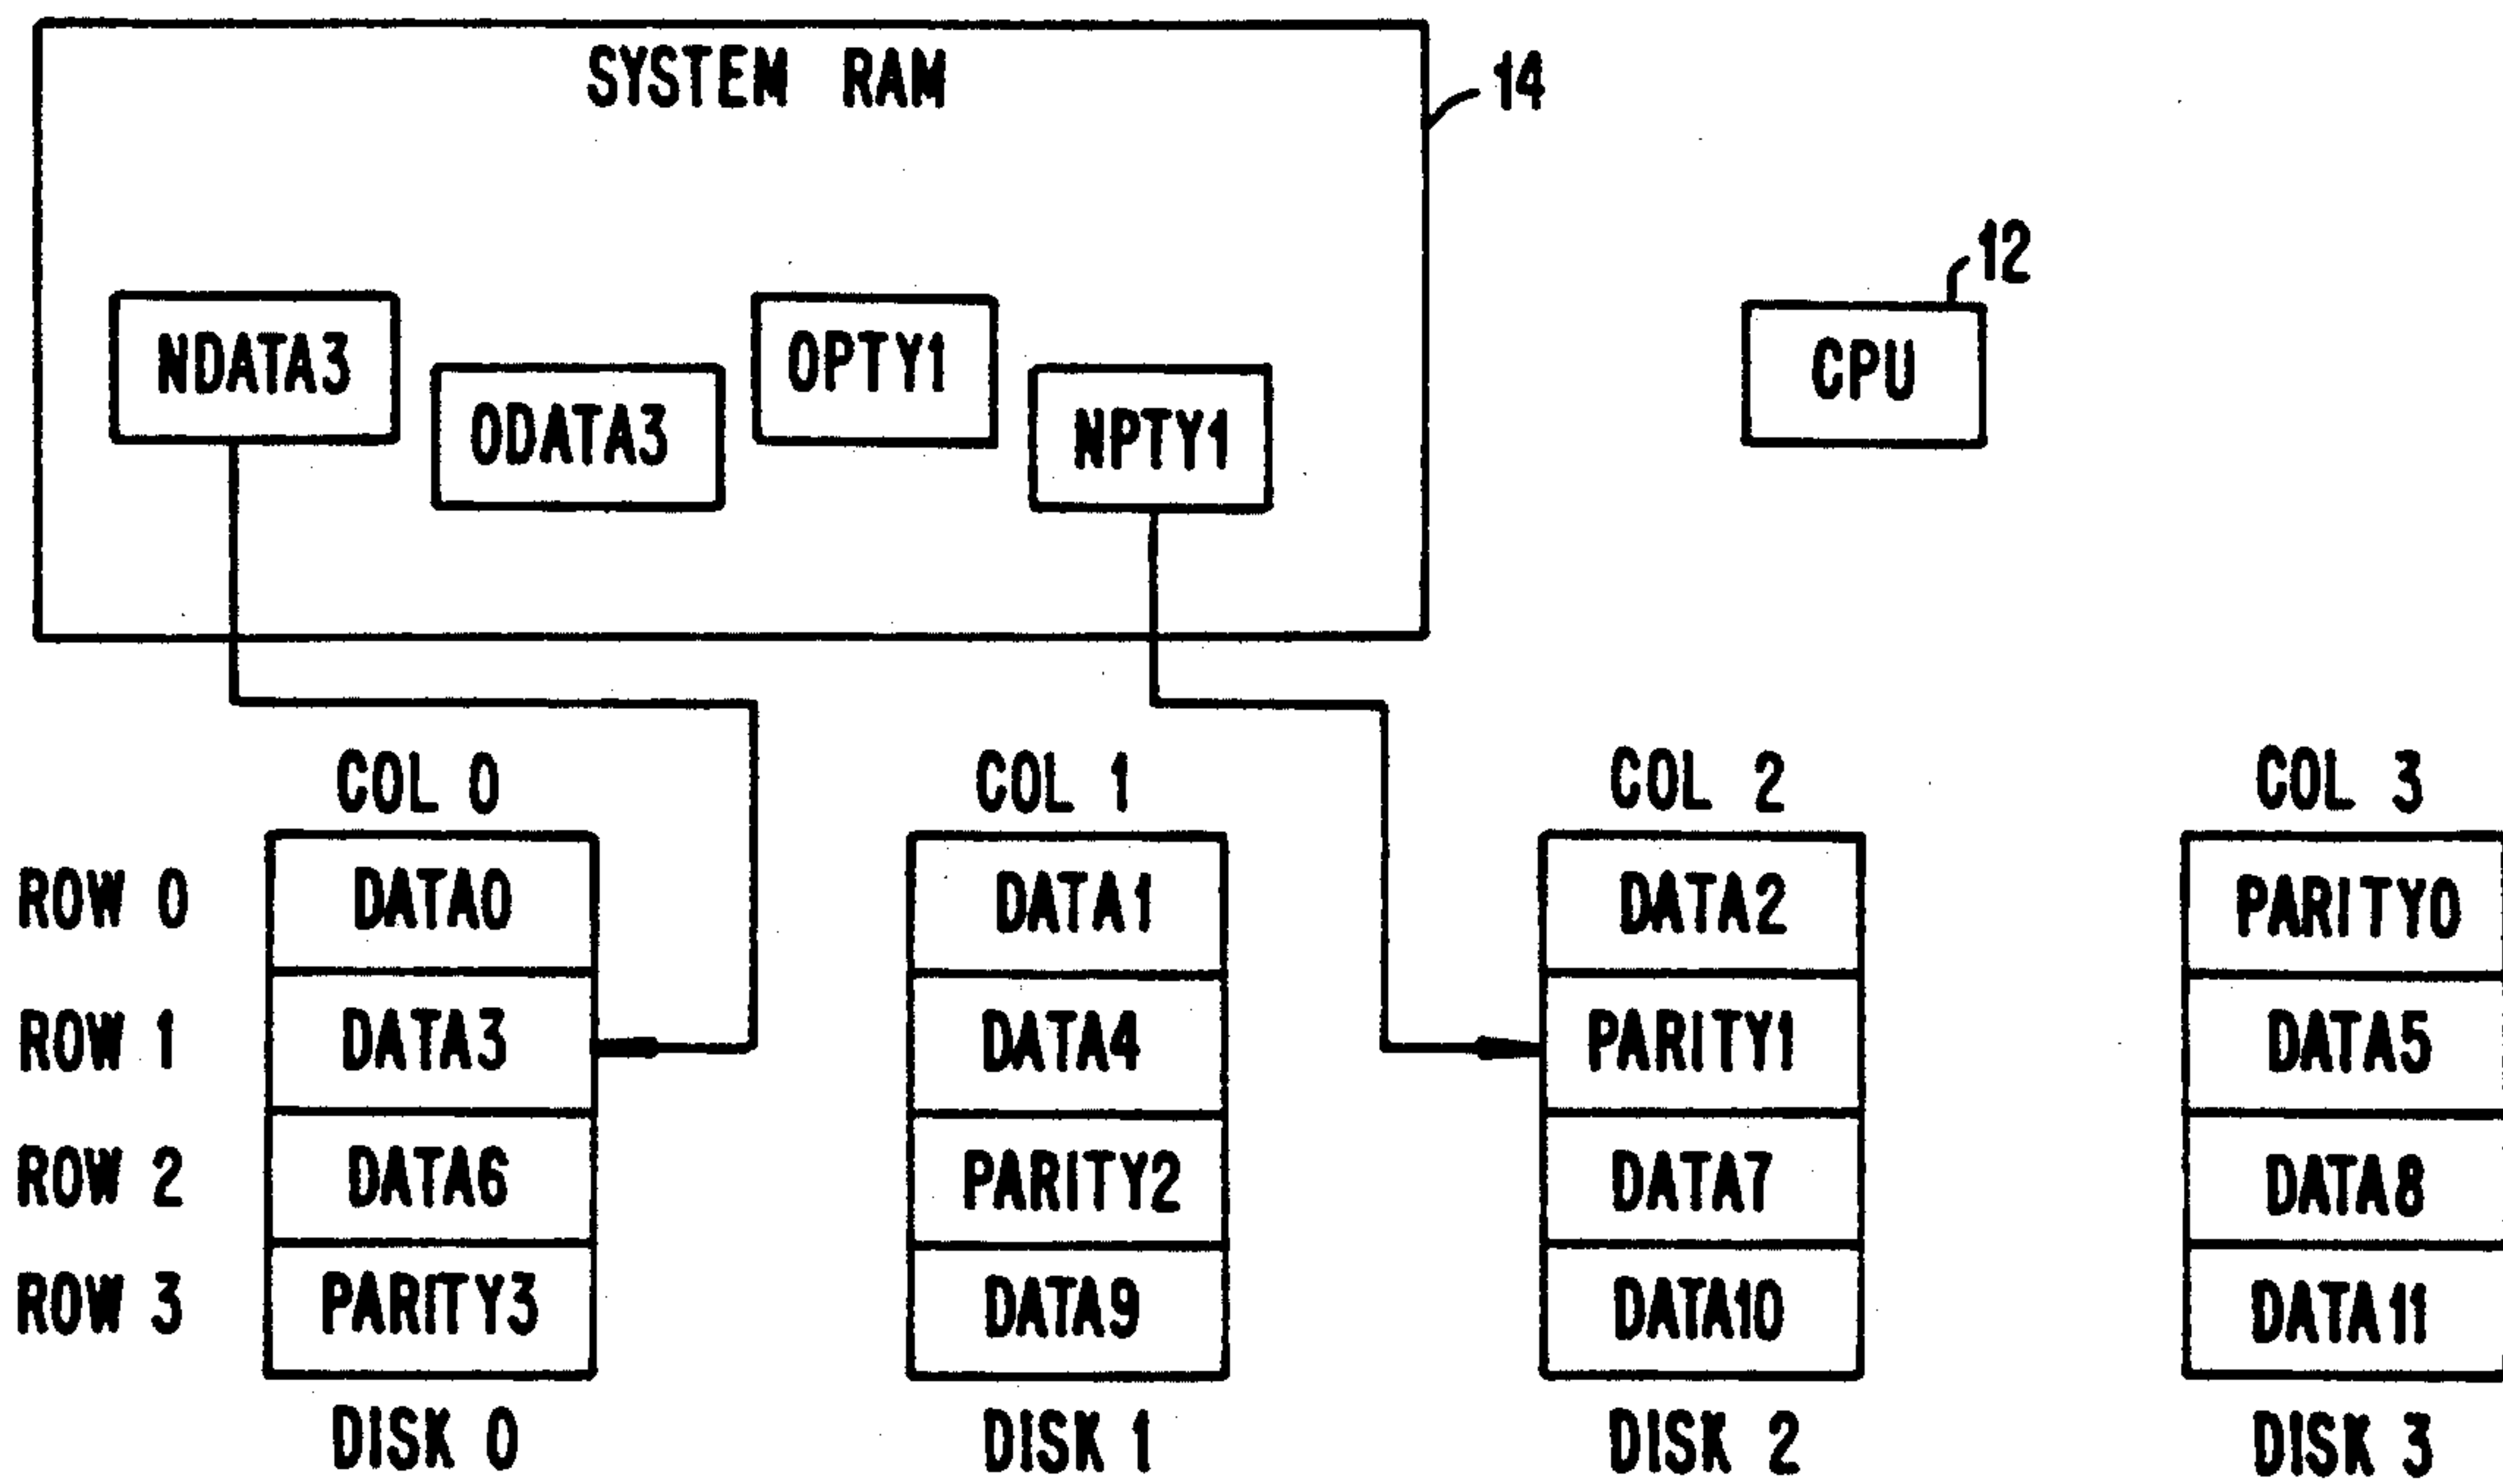 SYSTEM RAM
14
12
NDATA3
ODATA3
OPTY1
NPTY1
CPU
COL 0 COL 1 COL 2 COL 3
ROW 0 DATA0 DATA1 DATA2 PARITY0
ROW 1 DATA3 DATA4 PARITY1 DATA5
ROW 2 DATA6 PARITY2 DATA7 DATA8
ROW 3 PARITY3 DATA9 DATA10 DATA11
DISK 0 DISK 1 DISK 2 DISK 3